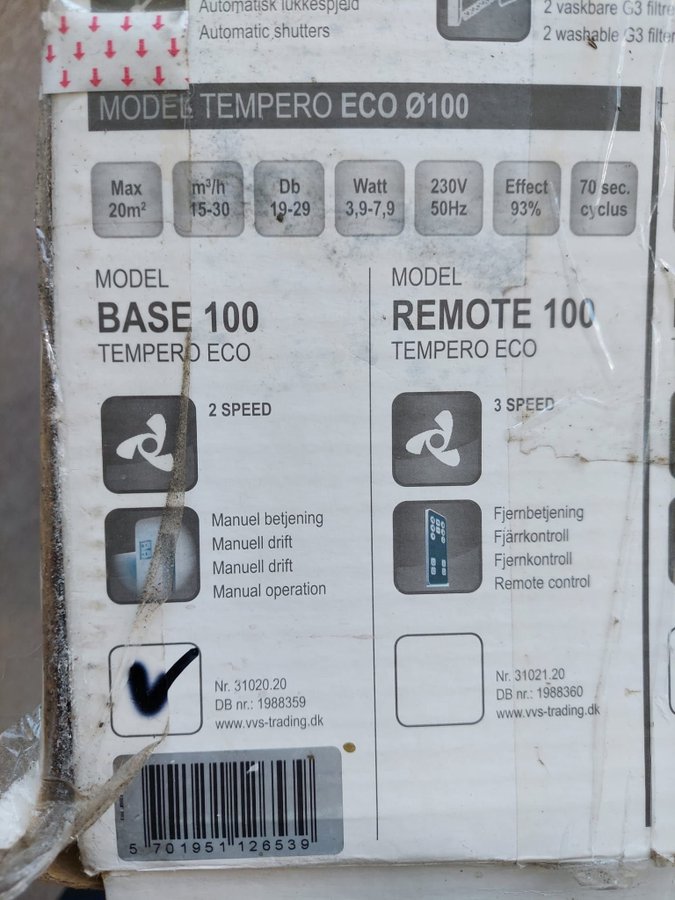 Automatisk lukkespjeld
Automatic shutters
2 vaskbare G3 filtre
2 washable G3 filter
MODEL TEMPERO ECO Ø100
Max
20m²
m³/h
15-30
Db
19-29
Watt
3,9-7,9
230V
50Hz
Effect
93%
70 sec.
cyclus
MODEL
BASE 100
TEMPERO ECO
2 SPEED
Manuel betjening
Manuell drift
Manuell drift
Manual operation
Nr. 31020.20
DB nr.: 1988359
www.vvs-trading.dk
5 701951 126539
MODEL
REMOTE 100
TEMPERO ECO
3 SPEED
Fjernbetjening
Fjärrkontroll
Fjernkontroll
Remote control
Nr. 31021.20
DB nr.: 1988360
www.vvs-trading.dk